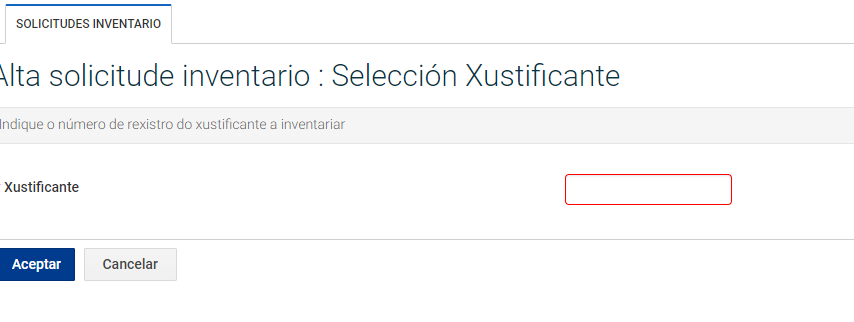 SOLICITUDES INVENTARIO
Alta solicitude inventario : Selección Xustificante
Indique o número de rexistro do xustificante a inventariar
Xustificante
Aceptar
Cancelar